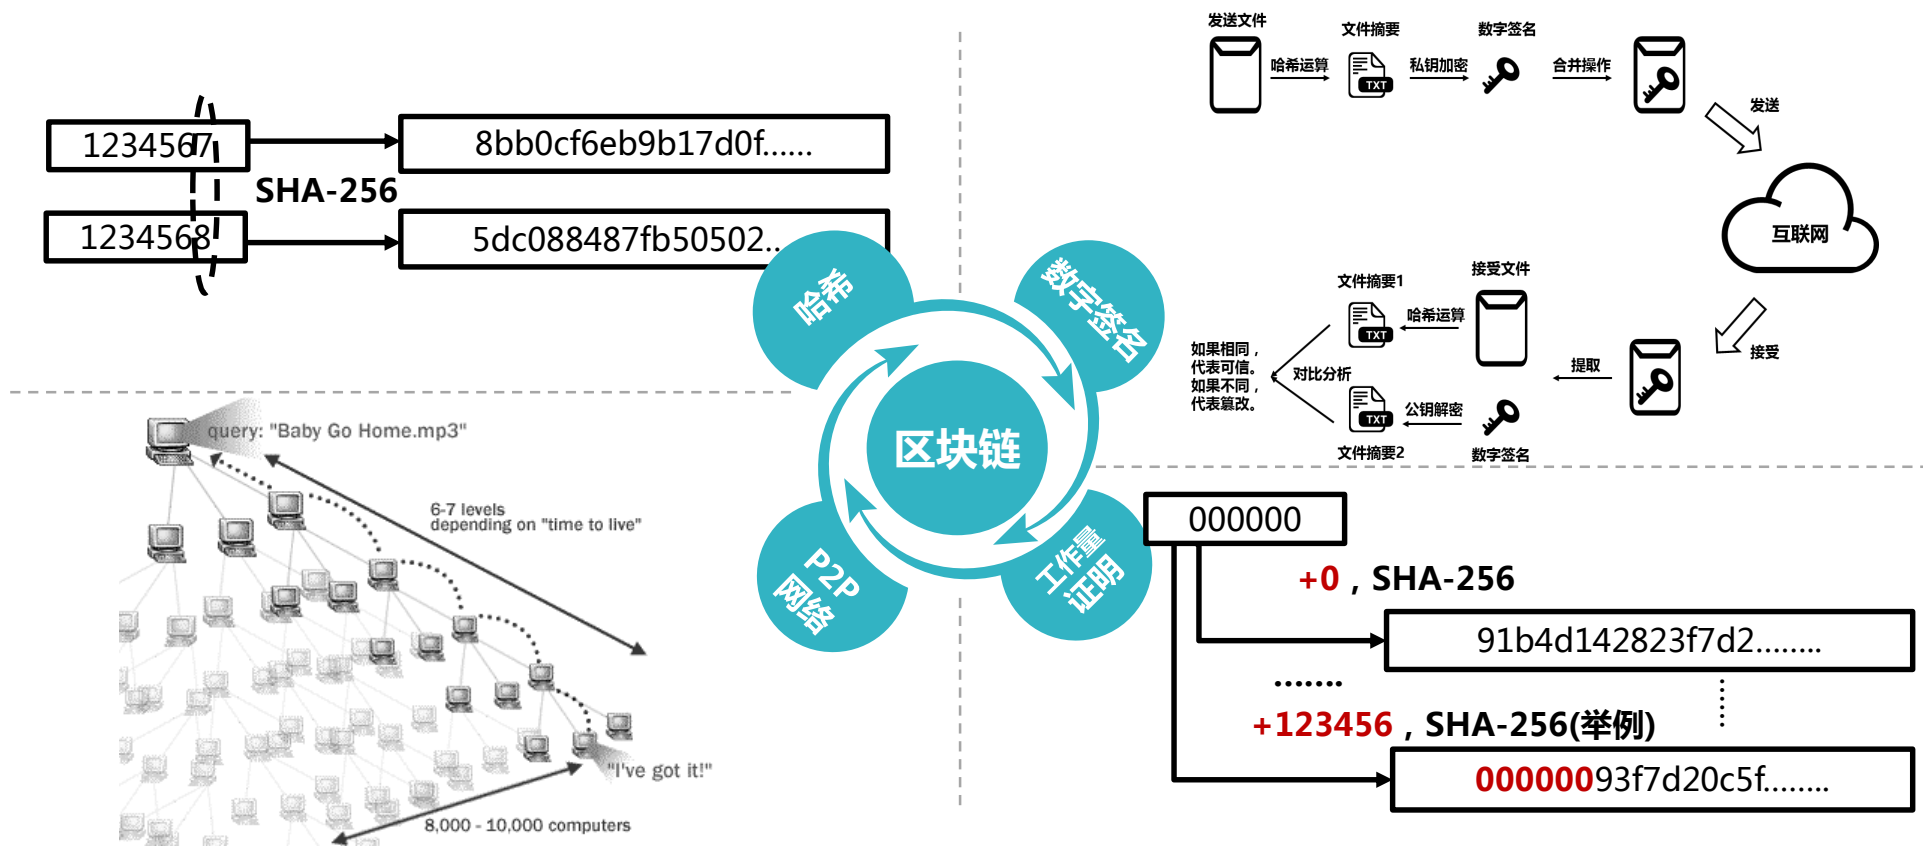 1234567
8bb0cf6eb9b17d0f......
SHA-256
1234568
5dc088487fb50502..
发送文件
哈希运算
文件摘要
TXT
私钥加密
数字签名
合并操作
发送
互联网
接受
提取
接受文件
哈希运算
文件摘要1
TXT
数字签名
公钥解密
TXT
文件摘要2
对比分析
如果相同，
代表可信。
如果不同，
代表篡改。
哈希
数字签名
区块链
P2P
网络
工作量
证明
query: "Baby Go Home.mp3"
6-7 levels
depending on "time to live"
"I've got it!"
8,000 - 10,000 computers
000000
+0，SHA-256
91b4d142823f7d2........
.......
+123456，SHA-256(举例)
00000093f7d20c5f........